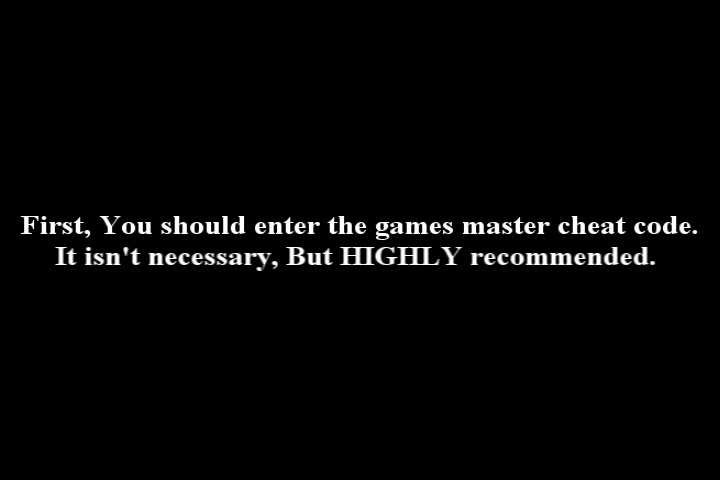 First, You should enter the games master cheat code.
It isn't necessary, But HIGHLY recommended.